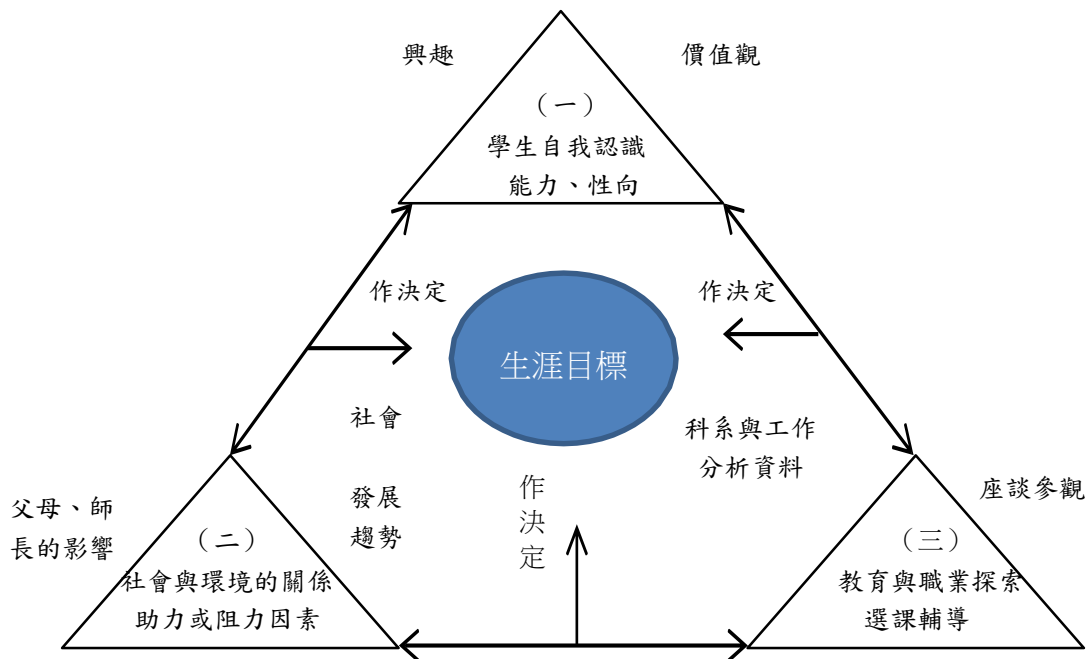 興趣
價值觀
（一）
學生自我認識
能力、性向
作決定
作決定
生涯目標
社會
發展
趨勢
科系與工作
分析資料
作
決
定
父母、師
長的影響
（二）
社會與環境的關係
助力或阻力因素
座談參觀
（三）
教育與職業探索
選課輔導